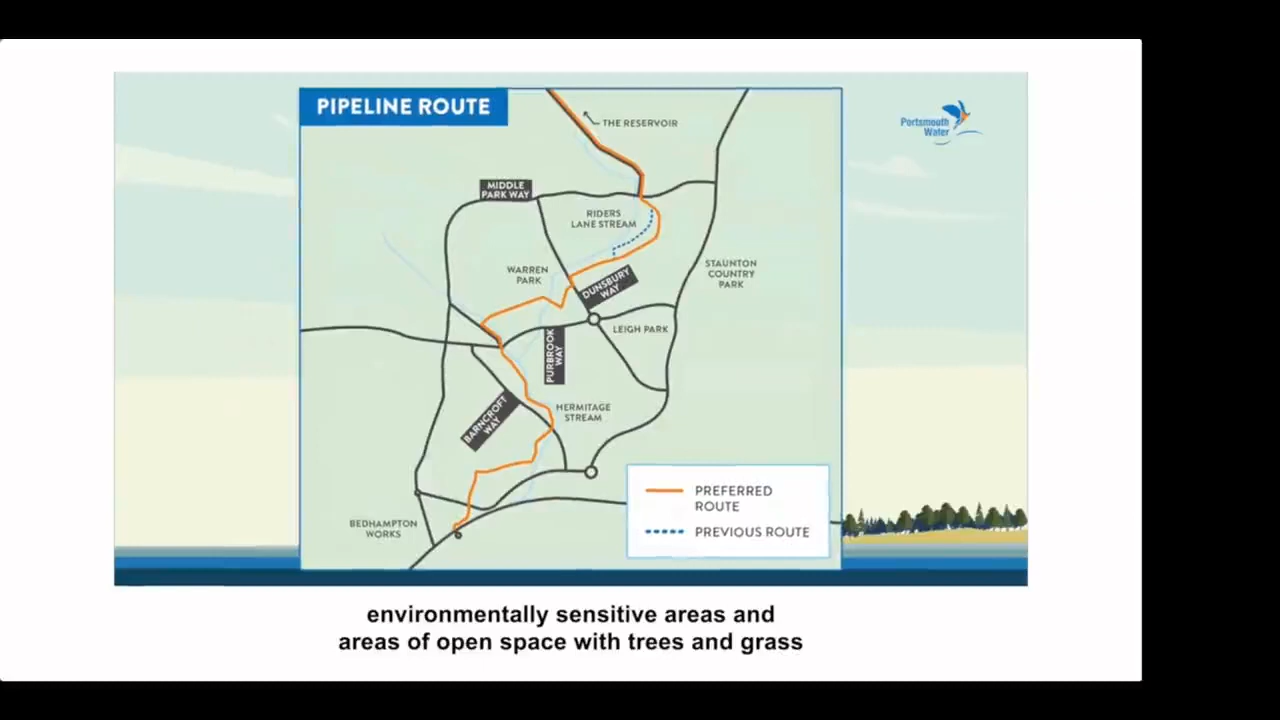 PIPELINE ROUTE
Portsmouth
Water
THE RESERVOIR
MIDDLE
PARK WAY
RIDERS
LANE STREAM
WARREN
PARK
DUNSBURY
WAY
STAUNTON
COUNTRY
PARK
LEIGH PARK
PURBROOK
WAY
BARNCROFT
WAY
HERMITAGE
STREAM
BEDHAMPTON
WORKS
PREFERRED
ROUTE
PREVIOUS ROUTE
environmentally sensitive areas and
areas of open space with trees and grass